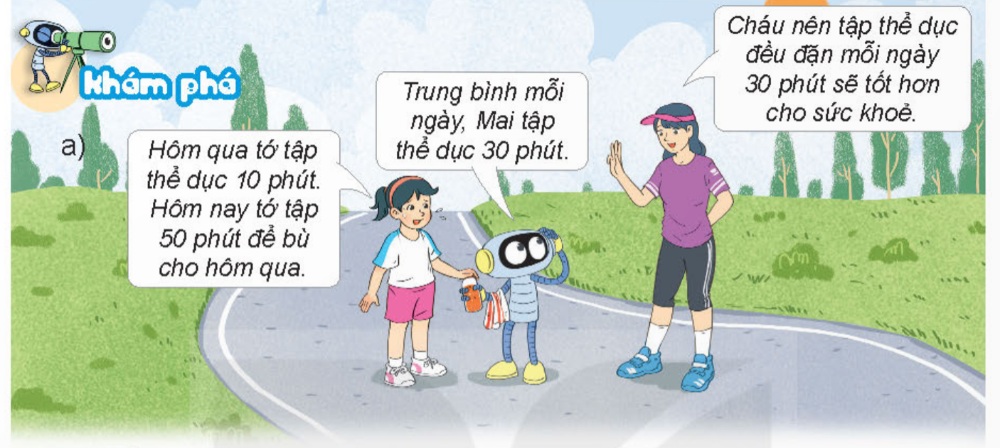 Khám phá
a)
Hôm qua tớ tập
thể dục 10 phút.
Hôm nay tớ tập
50 phút để bù
cho hôm qua.
Trung bình mỗi
ngày, Mai tập
thể dục 30 phút.
Cháu nên tập thể dục
đều đặn mỗi ngày
30 phút sẽ tốt hơn
cho sức khoẻ.